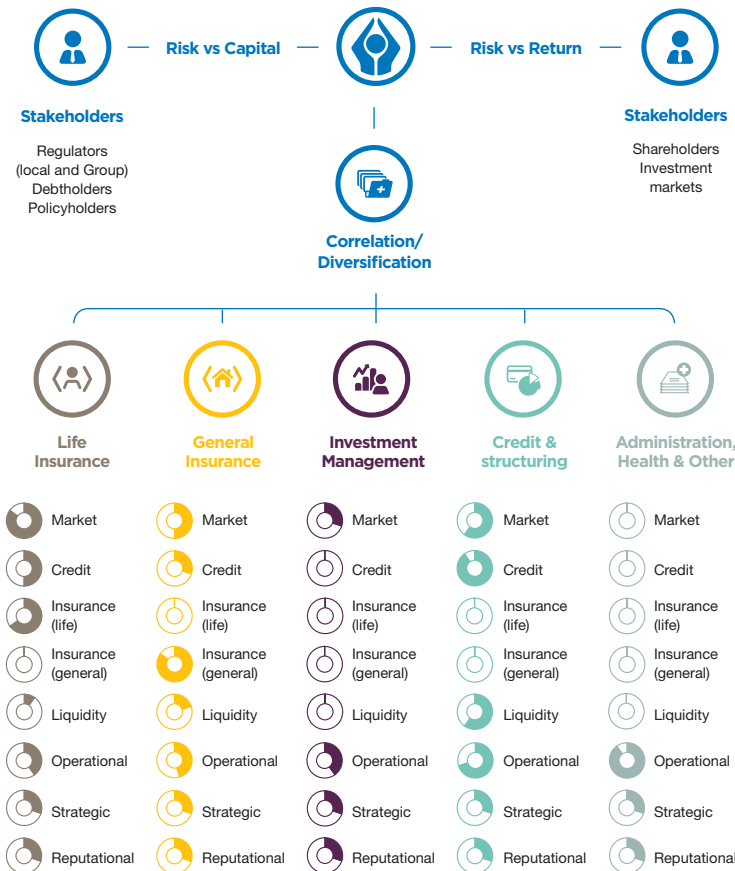 Risk vs Capital
Risk vs Return
Stakeholders
Regulators
(local and Group)
Debtholders
Policyholders
Stakeholders
Shareholders
Investment
markets
Correlation/
Diversification
Life
Insurance
General
Insurance
Investment
Management
Credit &
structuring
Administration,
Health & Other
Market
Credit
Insurance
(life)
Insurance
(general)
Liquidity
Operational
Strategic
Reputational
Market
Credit
Insurance
(life)
Insurance
(general)
Liquidity
Operational
Strategic
Reputational
Market
Credit
Insurance
(life)
Insurance
(general)
Liquidity
Operational
Strategic
Reputational
Market
Credit
Insurance
(life)
Insurance
(general)
Liquidity
Operational
Strategic
Reputational
Market
Credit
Insurance
(life)
Insurance
(general)
Liquidity
Operational
Strategic
Reputational